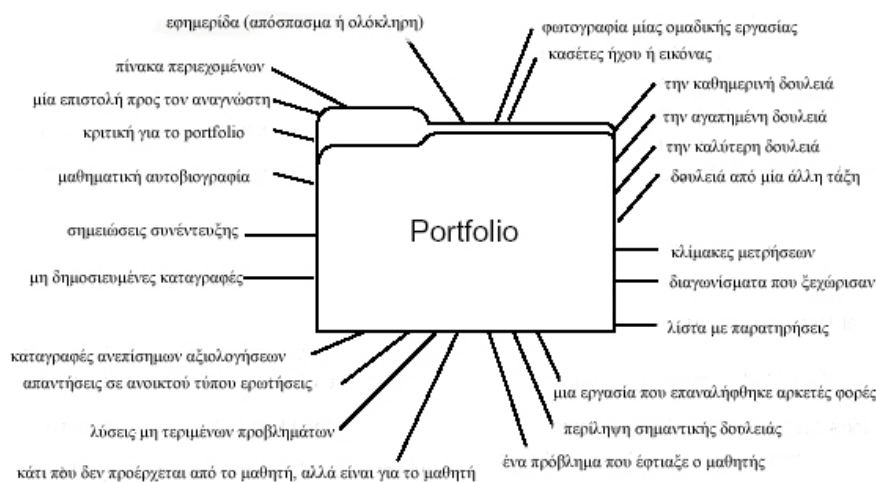 εφημερίδα (απόσπασμα ή ολόκληρη)
φωτογραφία μίας ομαδικής εργασίας
κασέτες ήχου ή εικόνας
πίνακα περιεχομένων
την καθημερινή δουλειά
μία επιστολή προς τον αναγνώστη
την αγαπημένη δουλειά
κριτική για το portfolio
την καλύτερη δουλειά
μαθηματική αυτοβιογραφία
δουλειά από μία άλλη τάξη
Portfolio
σημειώσεις συνέντευξης
κλίμακες μετρήσεων
μη δημοσιευμένες καταγραφές
διαγωνίσματα που ξεχώρισαν
λίστα με παρατηρήσεις
καταγραφές ανεπίσημων αξιολογήσεων
απαντήσεις σε ανοικτού τύπου ερωτήσεις
μια εργασία που επαναλήφθηκε αρκετές φορές
λύσεις μη τεριμένων προβλημάτων
περίληψη σημαντικής δουλειάς
κάτι που δεν προέρχεται από το μαθητή, αλλά είναι για το μαθητή
ένα πρόβλημα που έφτιαξε ο μαθητής